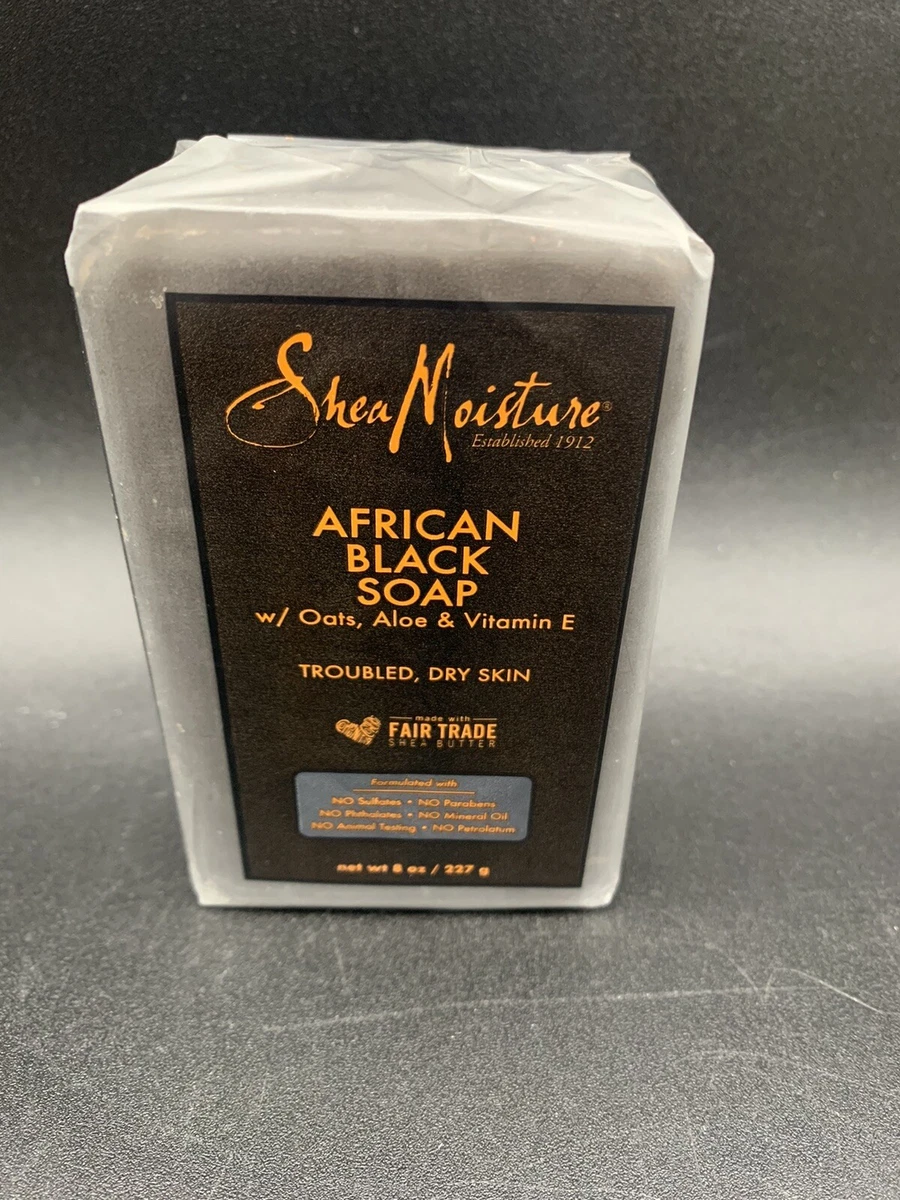 SheaMoisture®
Established 1912
AFRICAN
BLACK
SOAP
w/ Oats, Aloe & Vitamin E
TROUBLED, DRY SKIN
made with
FAIR TRADE
SHEA BUTTER
Formulated with
NO Sulfates • NO Parabens
NO Phthalates • NO Mineral Oil
NO Animal Testing • NO Petrolatum
net wt 8 oz / 227 g